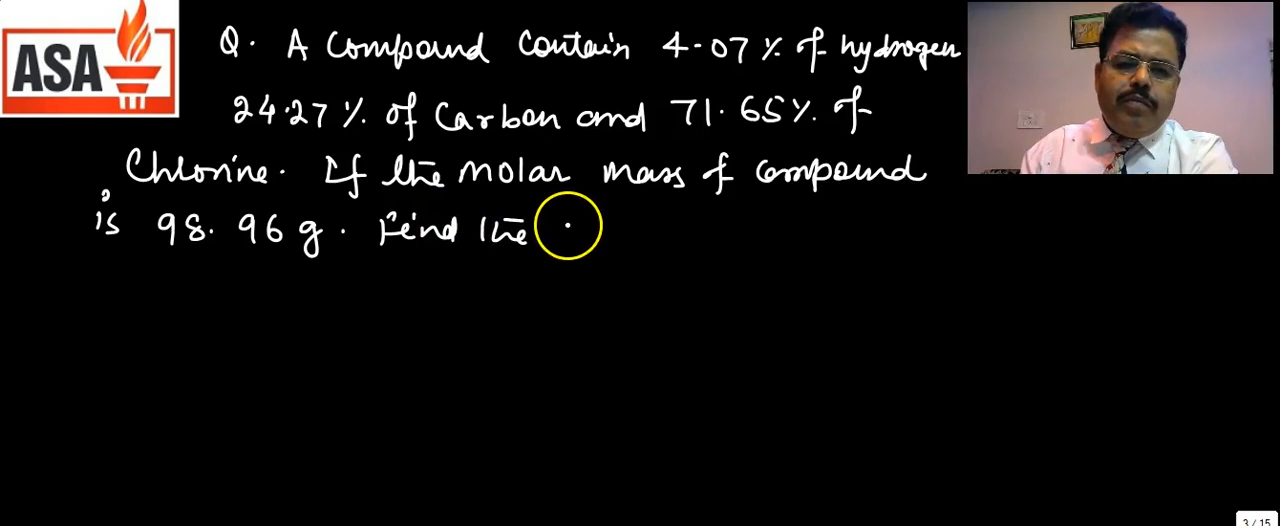 ASA
Q. A Compound Contain 4.07 % of hydrogen
24.27 % of Carbon and 71.65 % of
Chlorine. If the molar mass of compound
is 98.96 g. Find the
3 / 15